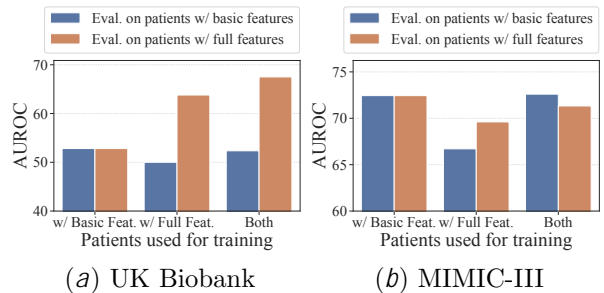 Eval. on patients w/ basic features
Eval. on patients w/ full features
AUROC
70
60
50
40
w/ Basic Feat. w/ Full Feat. Both
Patients used for training
(a) UK Biobank
Eval. on patients w/ basic features
Eval. on patients w/ full features
AUROC
75
70
65
60
w/ Basic Feat. w/ Full Feat. Both
Patients used for training
(b) MIMIC-III